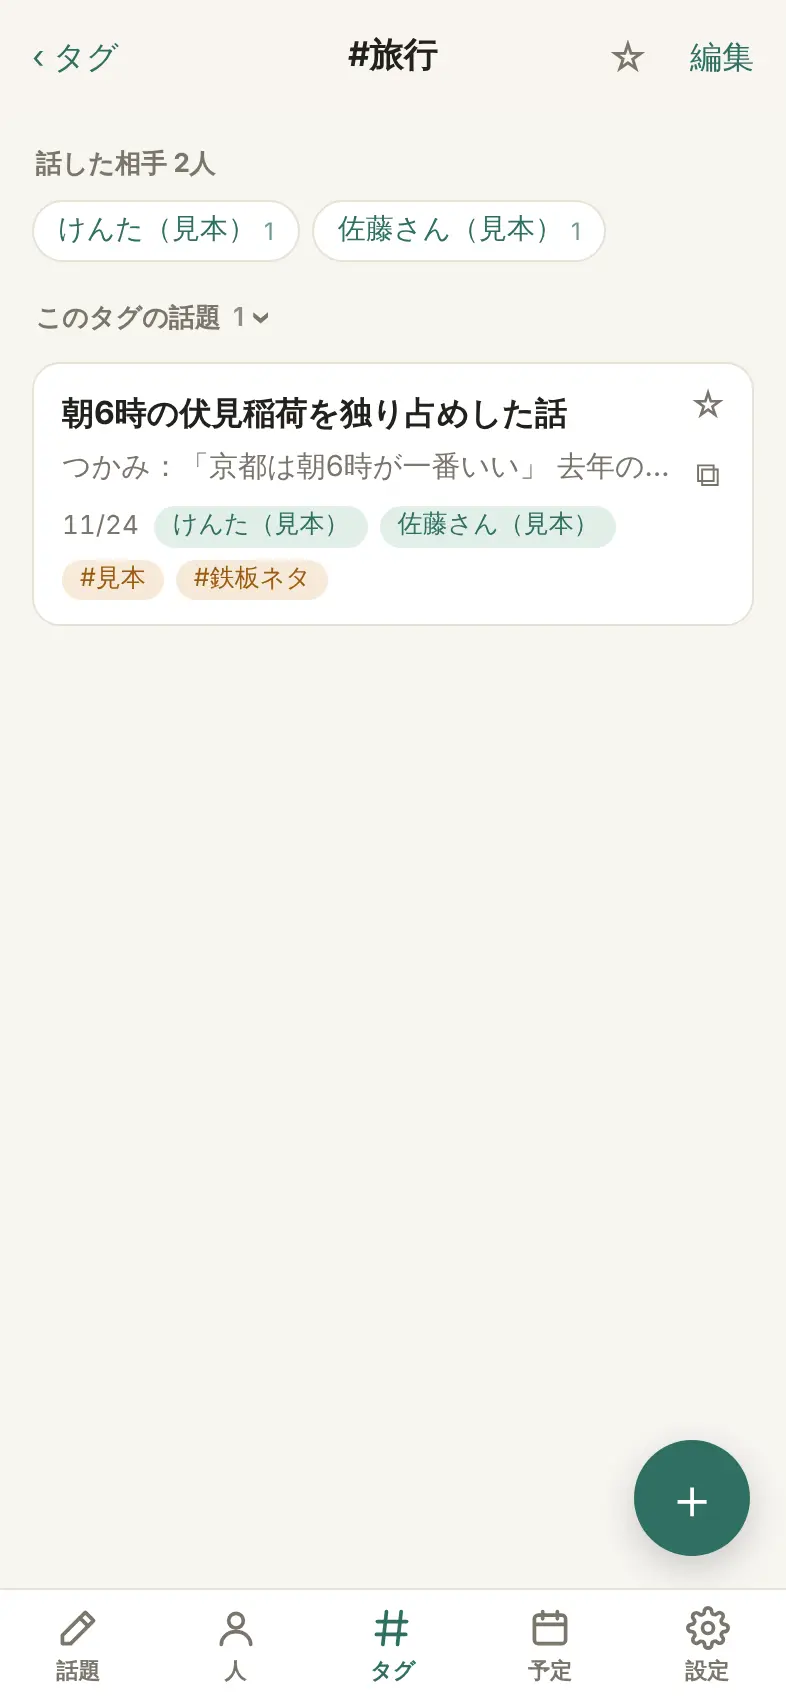 ‹ タグ #旅行 ☆ 編集
話した相手 2人
けんた（見本） 1 佐藤さん（見本） 1
このタグの話題 1
朝6時の伏見稲荷を独り占めした話 ☆
つかみ：「京都は朝6時が一番いい」 去年の...
11/24 けんた（見本） 佐藤さん（見本）
#見本 #鉄板ネタ
+
話題 人 タグ 予定 設定